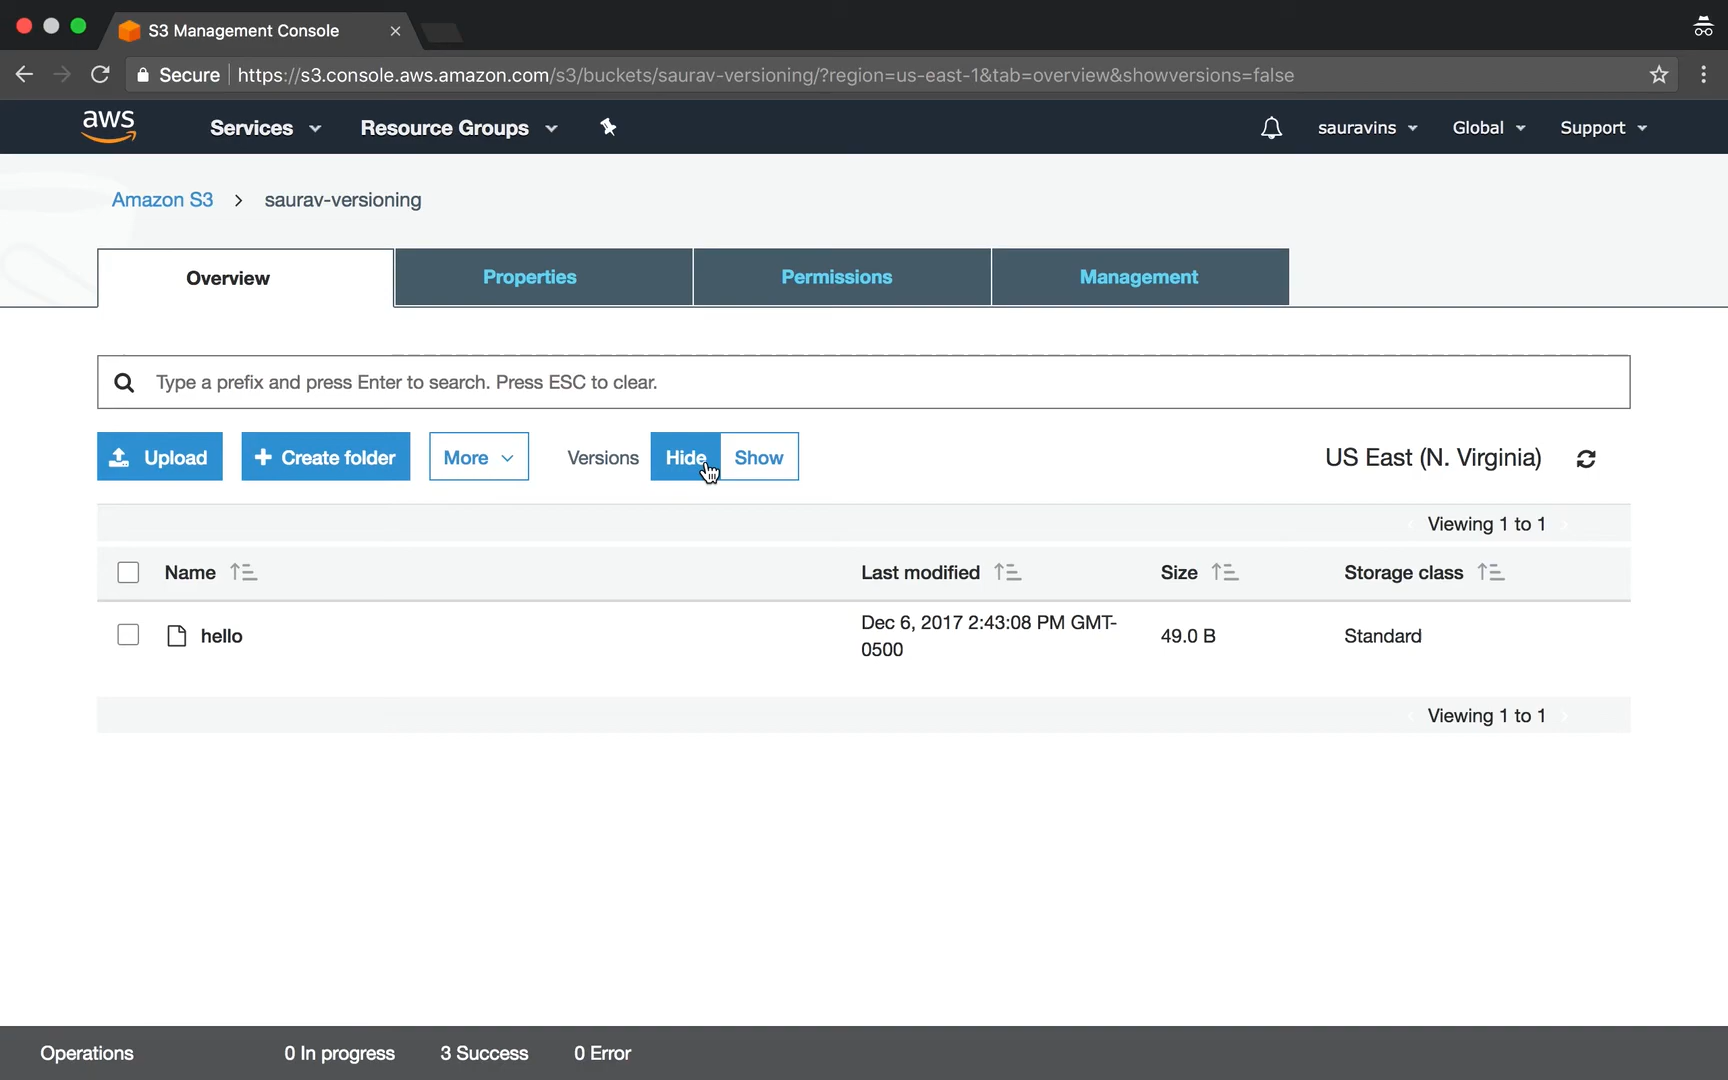 S3 Management Console
Secure https://s3.console.aws.amazon.com/s3/buckets/saurav-versioning/?region=us-east-1&tab=overview&showversions=false
aws Services Resource Groups sauravins Global Support
Amazon S3 > saurav-versioning
Overview Properties Permissions Management
Type a prefix and press Enter to search. Press ESC to clear.
Upload + Create folder More Versions Hide Show US East (N. Virginia)
Viewing 1 to 1
Name Last modified Size Storage class
hello Dec 6, 2017 2:43:08 PM GMT-
0500 49.0 B Standard
Viewing 1 to 1
Operations 0 In progress 3 Success 0 Error